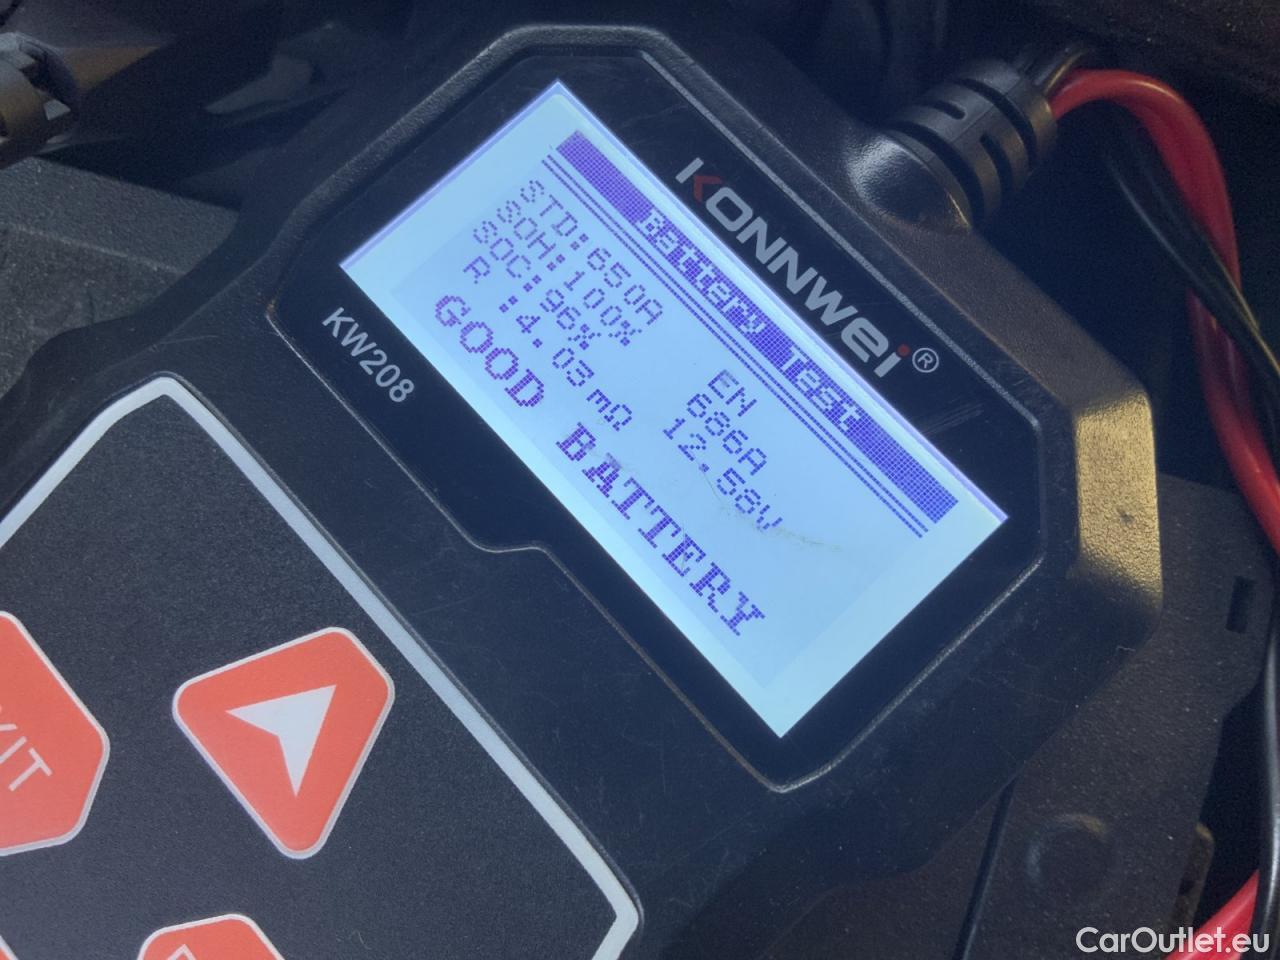 KONNWEI®
Battery Test
STD:650A EN
SOH:100% 686A
SOC:96% 12.58V
R :4.03mΩ
GOOD BATTERY
KW208
CarOutlet.eu